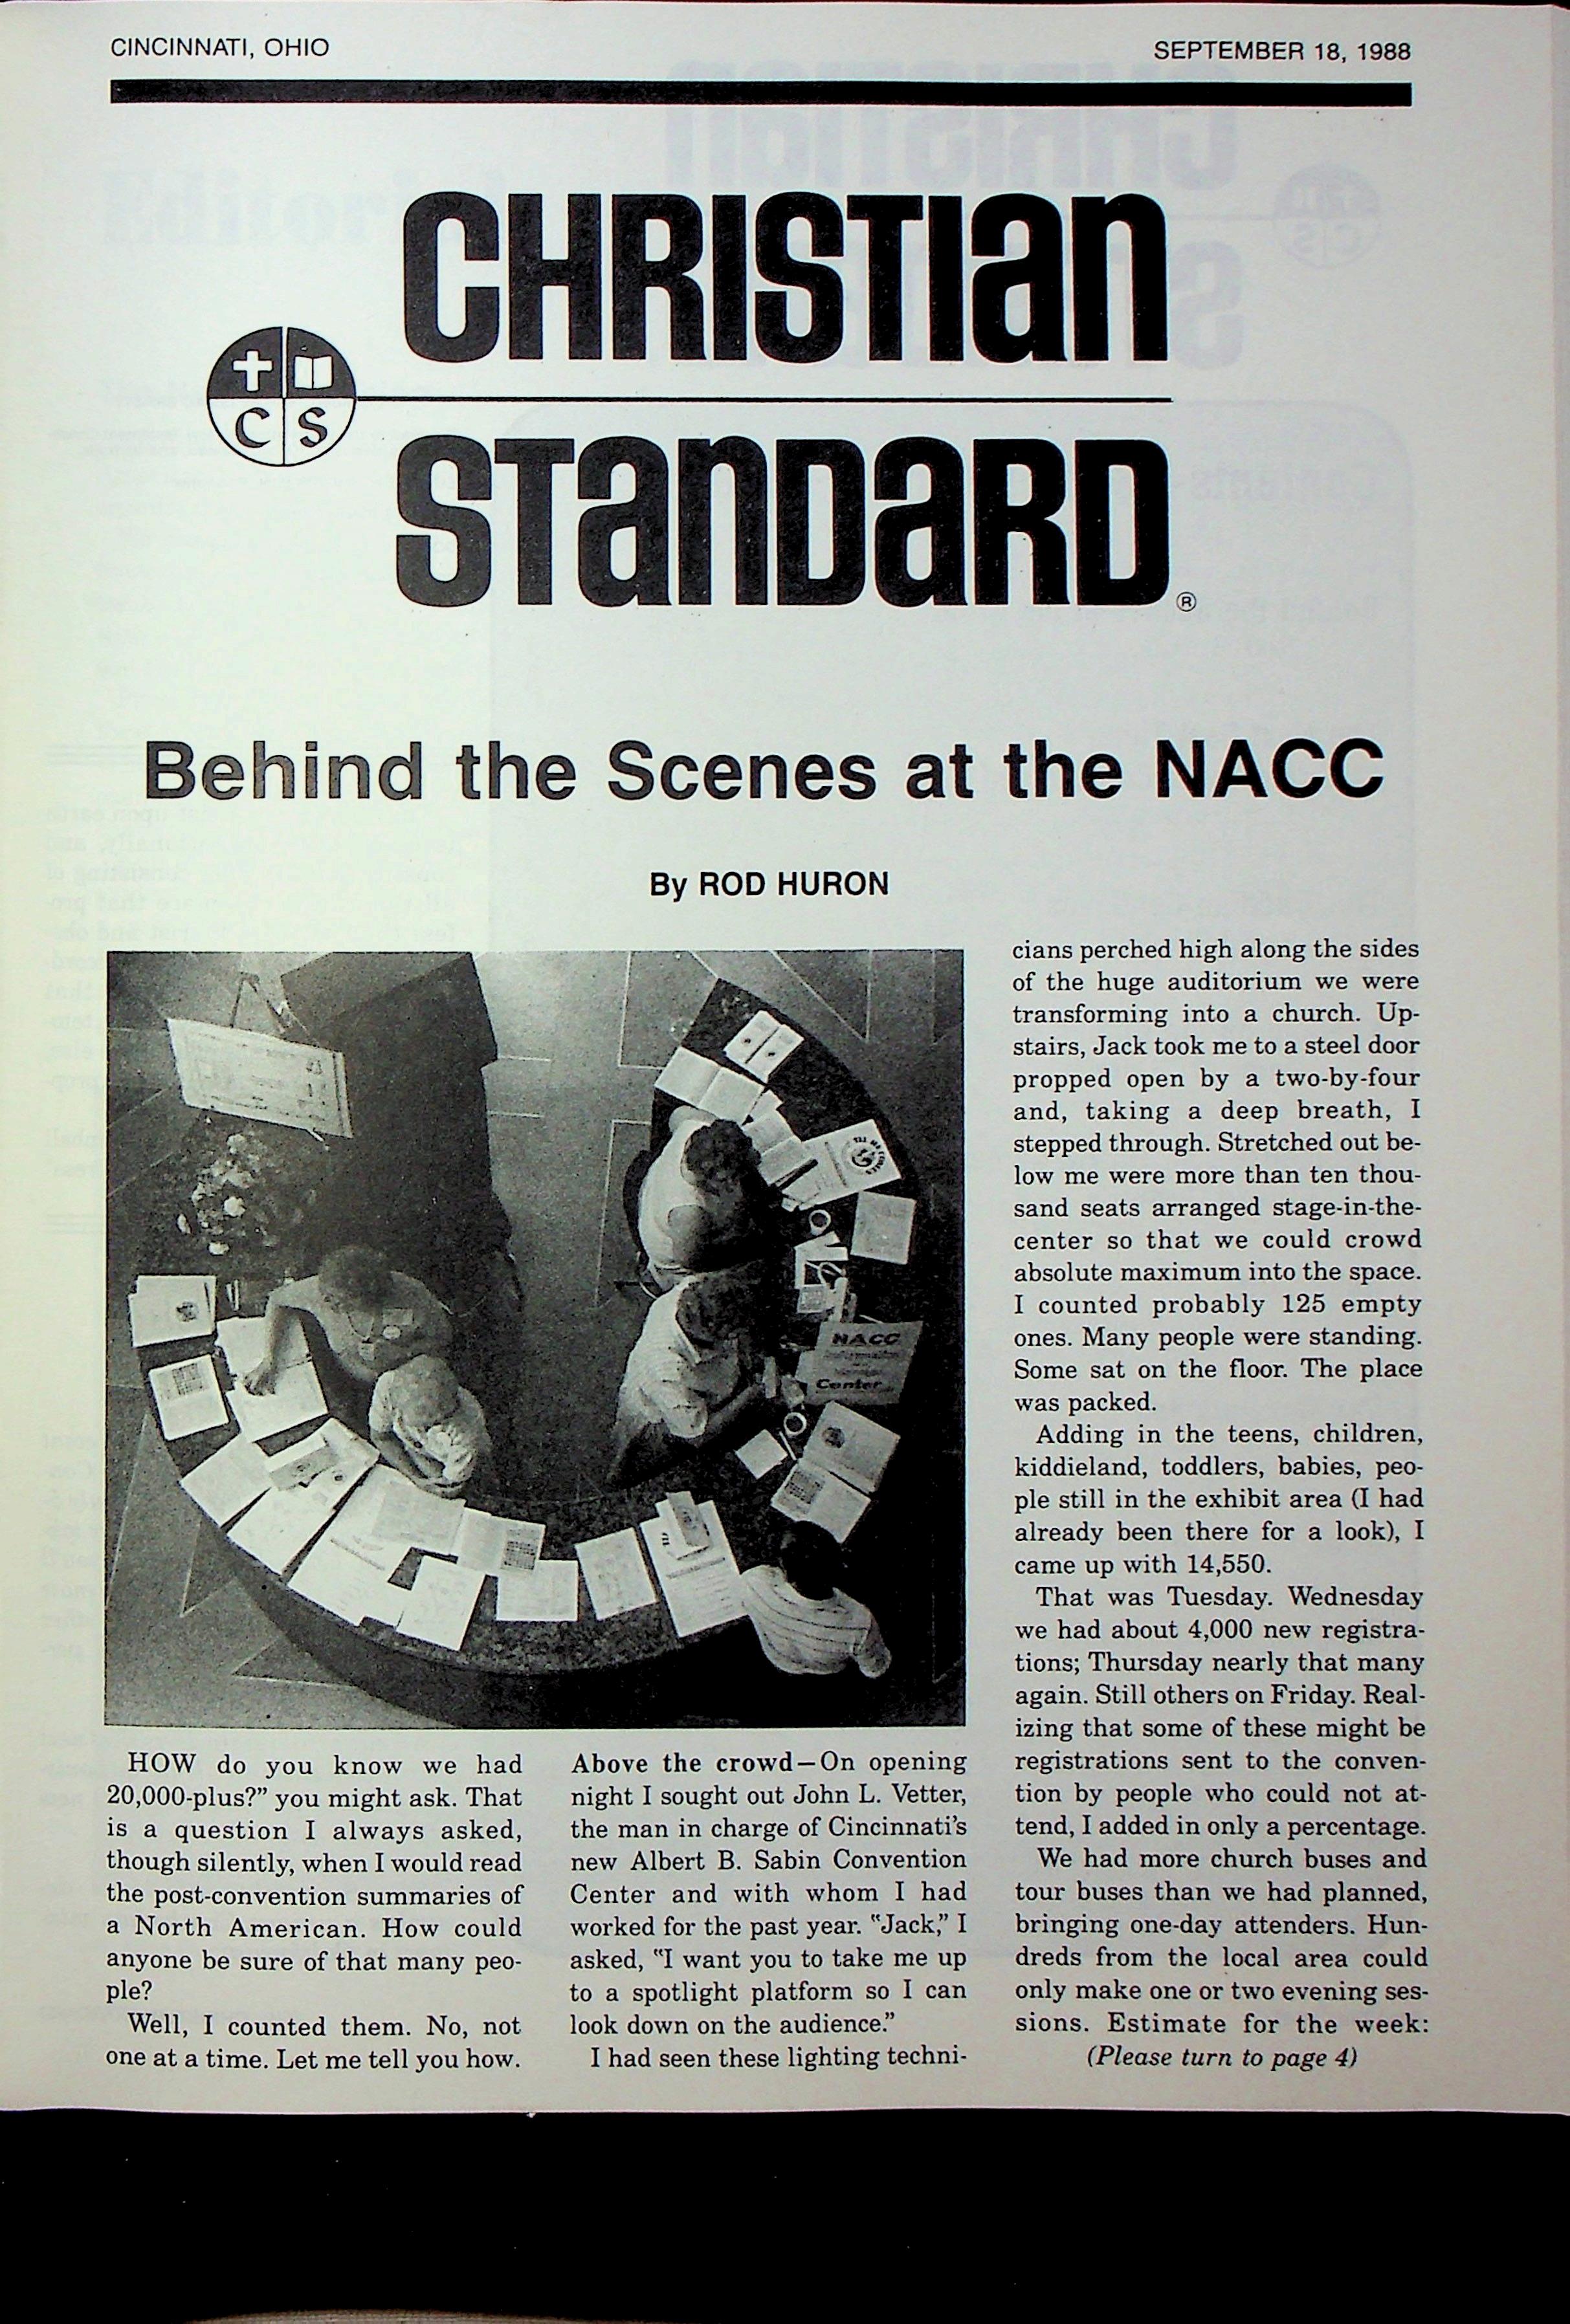 CINCINNATI, OHIO
SEPTEMBER 18, 1988
CHRISTIan
C S
STanDaRD®
Behind the Scenes at the NACC
By ROD HURON
NACC
Information
Center
HOW do you know we had
20,000-plus?” you might ask. That
is a question I always asked,
though silently, when I would read
the post-convention summaries of
a North American. How could
anyone be sure of that many peo-
ple?
Well, I counted them. No, not
one at a time. Let me tell you how.
Above the crowd—On opening
night I sought out John L. Vetter,
the man in charge of Cincinnati’s
new Albert B. Sabin Convention
Center and with whom I had
worked for the past year. “Jack,” I
asked, “I want you to take me up
to a spotlight platform so I can
look down on the audience.”
I had seen these lighting techni-
cians perched high along the sides
of the huge auditorium we were
transforming into a church. Up-
stairs, Jack took me to a steel door
propped open by a two-by-four
and, taking a deep breath, I
stepped through. Stretched out be-
low me were more than ten thou-
sand seats arranged stage-in-the-
center so that we could crowd
absolute maximum into the space.
I counted probably 125 empty
ones. Many people were standing.
Some sat on the floor. The place
was packed.
Adding in the teens, children,
kiddieland, toddlers, babies, peo-
ple still in the exhibit area (I had
already been there for a look), I
came up with 14,550.
That was Tuesday. Wednesday
we had about 4,000 new registra-
tions; Thursday nearly that many
again. Still others on Friday. Real-
izing that some of these might be
registrations sent to the conven-
tion by people who could not at-
tend, I added in only a percentage.
We had more church buses and
tour buses than we had planned,
bringing one-day attenders. Hun-
dreds from the local area could
only make one or two evening ses-
sions. Estimate for the week:
(Please turn to page 4)